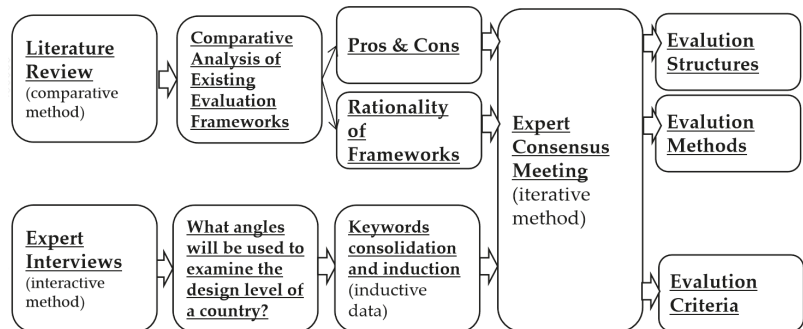 Literature
Review
(comparative
method)
Comparative
Analysis of
Existing
Evaluation
Frameworks
Pros & Cons
Rationality
of
Frameworks
Expert
Interviews
(interactive
method)
What angles
will be used to
examine the
design level of
a country?
Keywords
consolidation
and induction
(inductive
data)
Expert
Consensus
Meeting
(iterative
method)
Evalution
Structures
Evalution
Methods
Evalution
Criteria